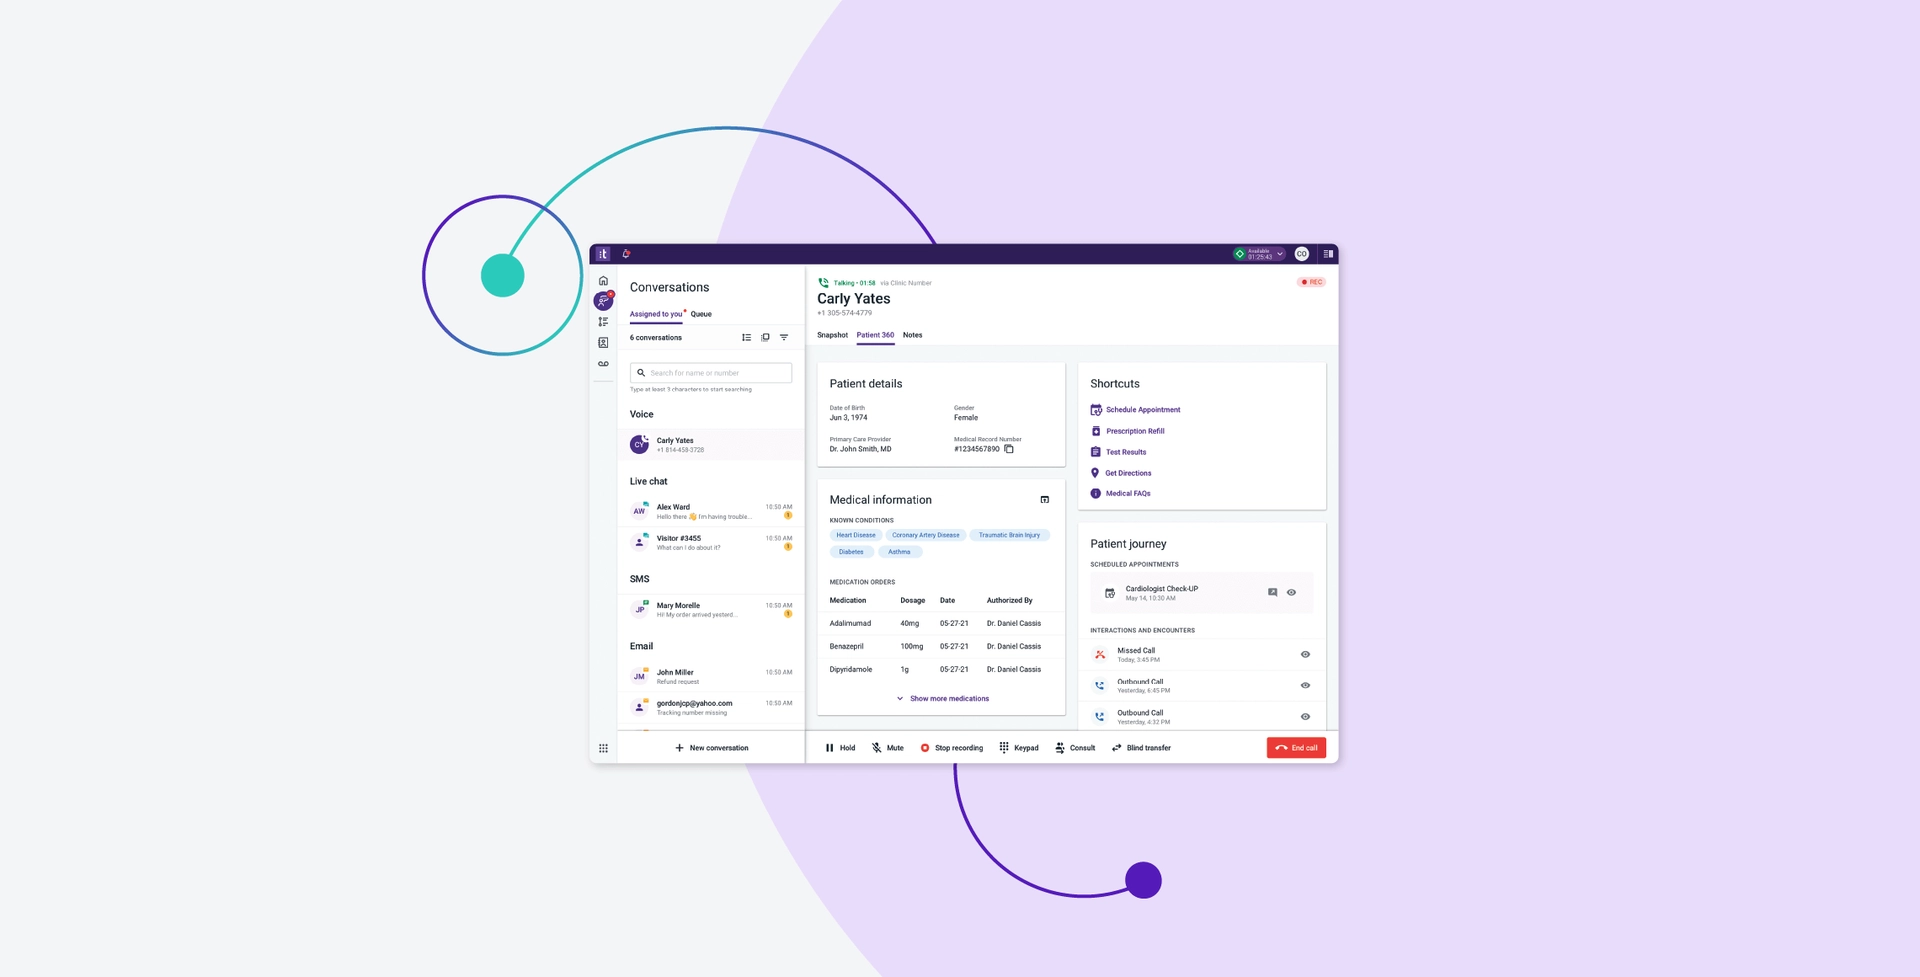 :t
Available
01:25:43
CO
Conversations
Assigned to you
Queue
6 conversations
Search for name or number
Type at least 3 characters to start searching
Voice
CY
Carly Yates
+1 814-458-3728
Live chat
AW
Alex Ward
10:50 AM
Hello there 👋 I'm having trouble...
1
Visitor #3455
10:50 AM
What can I do about it?
1
SMS
JP
Mary Morelle
10:50 AM
Hi! My order arrived yesterd...
1
Email
JM
John Miller
10:50 AM
Refund request
gordonjcp@yahoo.com
10:50 AM
Tracking number missing
New conversation
Talking • 01:58 via Clinic Number
REC
Carly Yates
+1 305-574-4779
Snapshot
Patient 360
Notes
Patient details
Date of Birth
Gender
Jun 3, 1974
Female
Primary Care Provider
Medical Record Number
Dr. John Smith, MD
#1234567890
Medical information
KNOWN CONDITIONS
Heart Disease
Coronary Artery Disease
Traumatic Brain Injury
Diabetes
Asthma
MEDICATION ORDERS
Medication Dosage Date Authorized By
Adalimumad 40mg 05-27-21 Dr. Daniel Cassis
Benazepril 100mg 05-27-21 Dr. Daniel Cassis
Dipyridamole 1g 05-27-21 Dr. Daniel Cassis
Show more medications
Shortcuts
Schedule Appointment
Prescription Refill
Test Results
Get Directions
Medical FAQs
Patient journey
SCHEDULED APPOINTMENTS
Cardiologist Check-UP
May 14, 10:30 AM
INTERACTIONS AND ENCOUNTERS
Missed Call
Today, 3:45 PM
Outbound Call
Yesterday, 6:45 PM
Outbound Call
Yesterday, 4:32 PM
Hold
Mute
Stop recording
Keypad
Consult
Blind transfer
End call